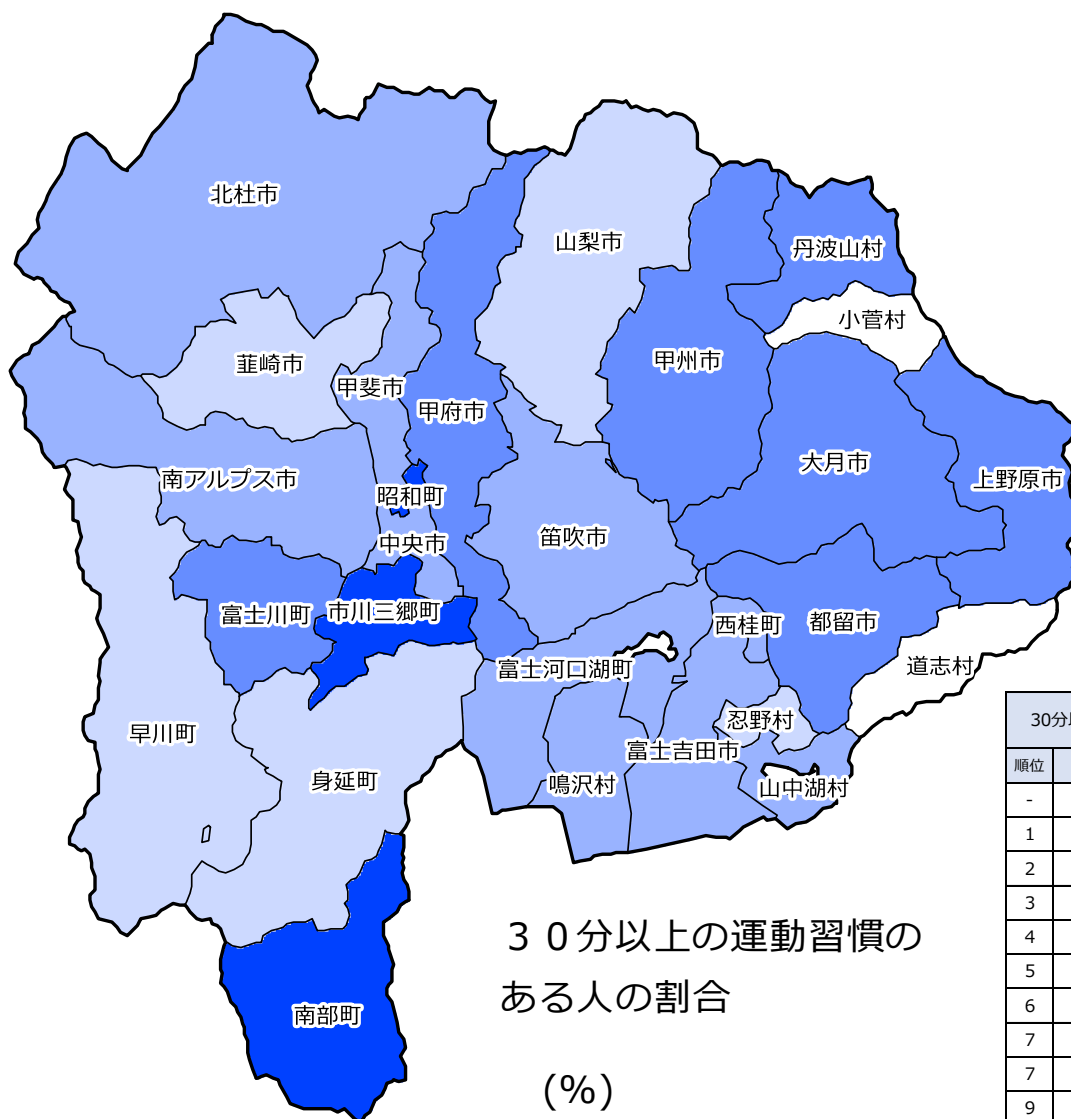 北杜市
山梨市
丹波山村
小菅村
韮崎市
甲斐市
甲府市
甲州市
大月市
上野原市
南アルプス市
昭和町
中央市
笛吹市
富士川町
市川三郷町
西桂町
都留市
道志村
富士河口湖町
早川町
忍野村
富士吉田市
身延町
鳴沢村
山中湖村
南部町
３０分以上の運動習慣の
ある人の割合
(%)
30分
順位
-
1
2
3
4
5
6
7
7
9